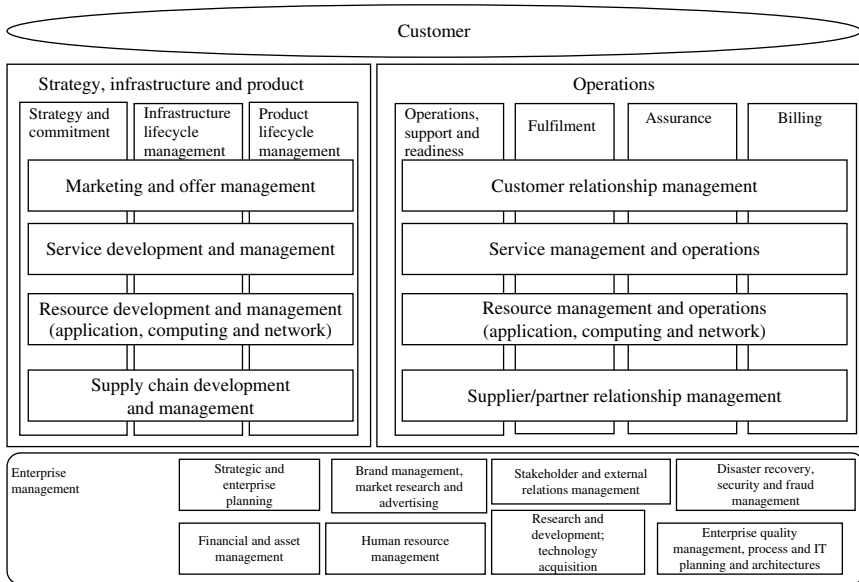 Customer
Strategy, infrastructure and product
Strategy and
commitment
Infrastructure
lifecycle
management
Product
lifecycle
management
Marketing and offer management
Service development and management
Resource development and management
(application, computing and network)
Supply chain development
and management
Operations
Operations,
support and
readiness
Fulfilment
Assurance
Billing
Customer relationship management
Service management and operations
Resource management and operations
(application, computing and network)
Supplier/partner relationship management
Enterprise
management
Strategic and
enterprise
planning
Brand management,
market research and
advertising
Stakeholder and external
relations management
Disaster recovery,
security and fraud
management
Financial and asset
management
Human resource
management
Research and
development;
technology
acquisition
Enterprise quality
management, process and IT
planning and architectures